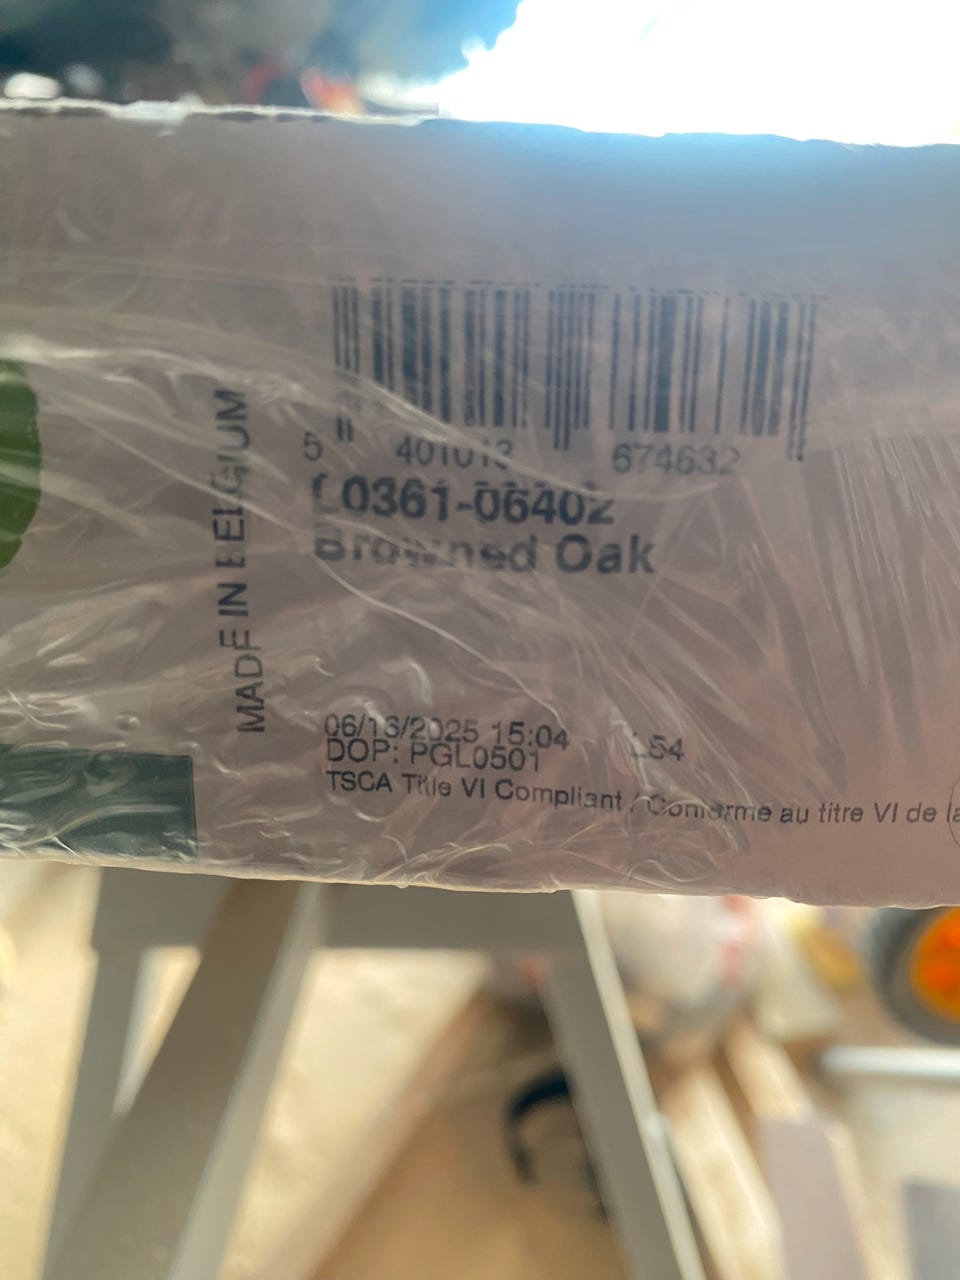 MADE IN BELGIUM
5 401013 674632
L0361-06402
Browned Oak
06/16/2025 15:04 L54
DOP: PGL0501
TSCA Title VI Compliant / Conforme au titre VI de la